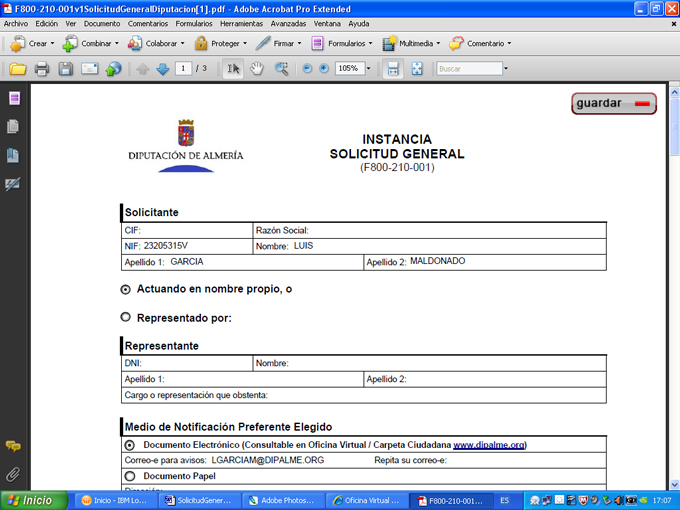 F800-210-001v1SolicitudGeneralDiputacion[1].pdf - Adobe Acrobat Pro Extended
Archivo Edición Ver Documento Comentarios Formularios Herramientas Avanzadas Ventana Ayuda
Crear Combinar Colaborar Proteger Firmar Formularios Multimedia Comentario
1 / 3 105% Buscar
guardar
DIPUTACIÓN DE ALMERÍA
INSTANCIA
SOLICITUD GENERAL
(F800-210-001)
Solicitante
CIF: Razón Social:
NIF: 23205315V Nombre: LUIS
Apellido 1: GARCIA Apellido 2: MALDONADO
Actuando en nombre propio, o
Representado por:
Representante
DNI: Nombre:
Apellido 1: Apellido 2:
Cargo o representación que obstenta:
Medio de Notificación Preferente Elegido
Documento Electrónico (Consultable en Oficina Virtual / Carpeta Ciudadana www.dipalme.org)
Correo-e para avisos: LGARCIAM@DIPALME.ORG Repita su correo-e:
Documento Papel
Inicio Inicio - IBM Lo... SolicitudGener... Adobe Photos... Oficina Virtual ... F800-210-001... ES 17:07